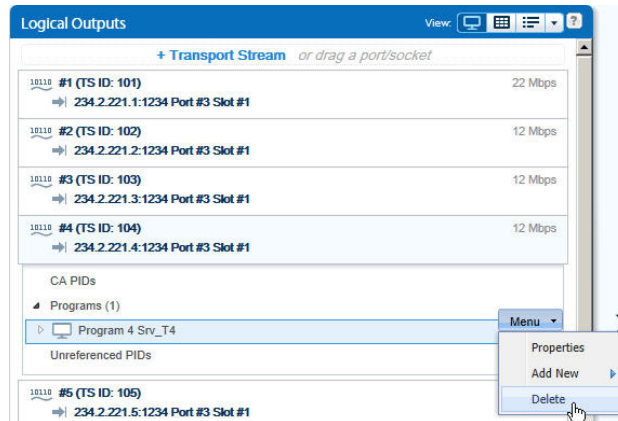 Logical Outputs View: ?
+ Transport Stream or drag a port/socket
10110 #1 (TS ID: 101) 22 Mbps
234.2.221.1:1234 Port #3 Slot #1
10110 #2 (TS ID: 102) 12 Mbps
234.2.221.2:1234 Port #3 Slot #1
10110 #3 (TS ID: 103) 12 Mbps
234.2.221.3:1234 Port #3 Slot #1
10110 #4 (TS ID: 104) 12 Mbps
234.2.221.4:1234 Port #3 Slot #1
CA PIDs
Programs (1)
Program 4 Srv_T4 Menu
Unreferenced PIDs
Properties
Add New
Delete
10110 #5 (TS ID: 105)
234.2.221.5:1234 Port #3 Slot #1